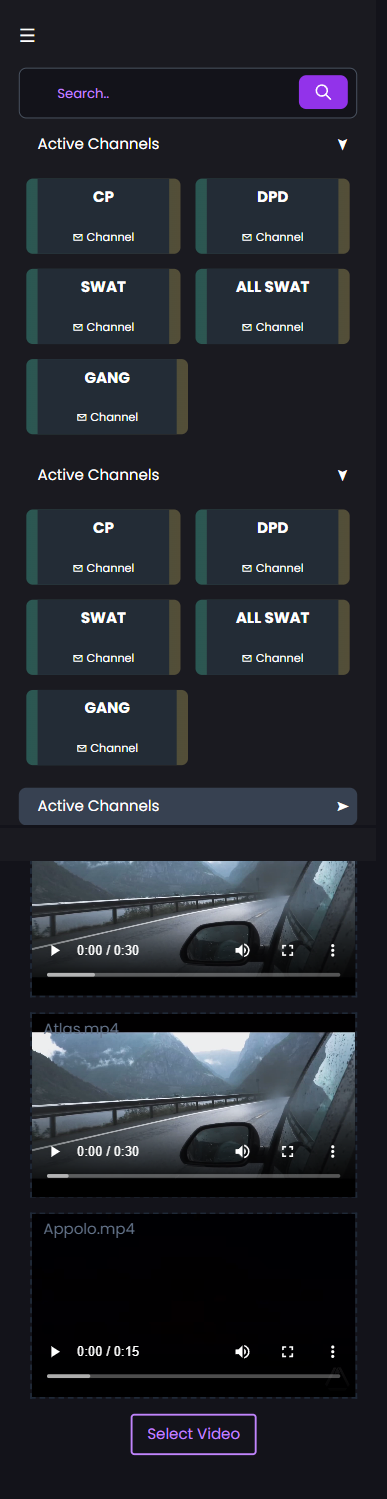 Search..
Active Channels
CP
DPD
Channel
Channel
SWAT
ALL SWAT
Channel
Channel
GANG
Channel
Active Channels
CP
DPD
Channel
Channel
SWAT
ALL SWAT
Channel
Channel
GANG
Channel
Active Channels
0:00 / 0:30
Atlas.mp4
0:00 / 0:30
Appolo.mp4
0:00 / 0:15
Select Video